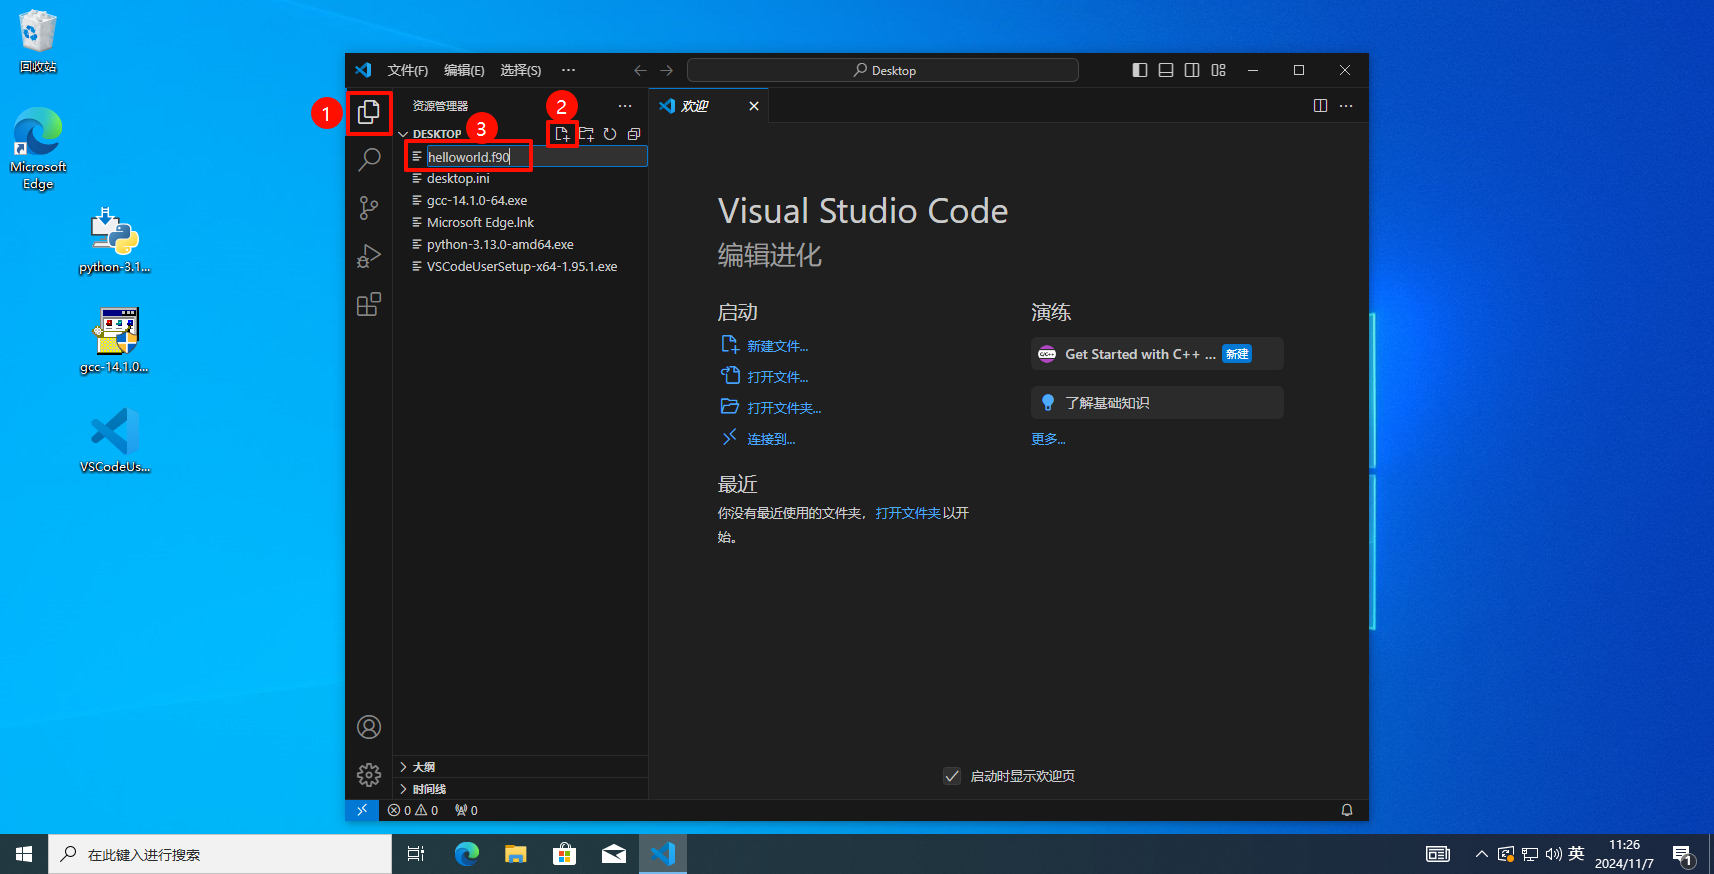 回收站
Microsoft
Edge
python-3.1...
gcc-14.1.0...
VSCodeUs...
文件(F) 编辑(E) 选择(S) ···
Desktop
1
资源管理器
2
欢迎
DESKTOP
3
helloworld.f90
desktop.ini
gcc-14.1.0-64.exe
Microsoft Edge.lnk
python-3.13.0-amd64.exe
VSCodeUserSetup-x64-1.95.1.exe
大纲
时间线
Visual Studio Code
编辑进化
启动
新建文件...
打开文件...
打开文件夹...
连接到...
最近
你没有最近使用的文件夹，打开文件夹以开
始。
演练
C/C++
Get Started with C++ ... 新建
了解基础知识
更多...
启动时显示欢迎页
0 0 0
在此键入进行搜索
英
11:26
2024/11/7
1